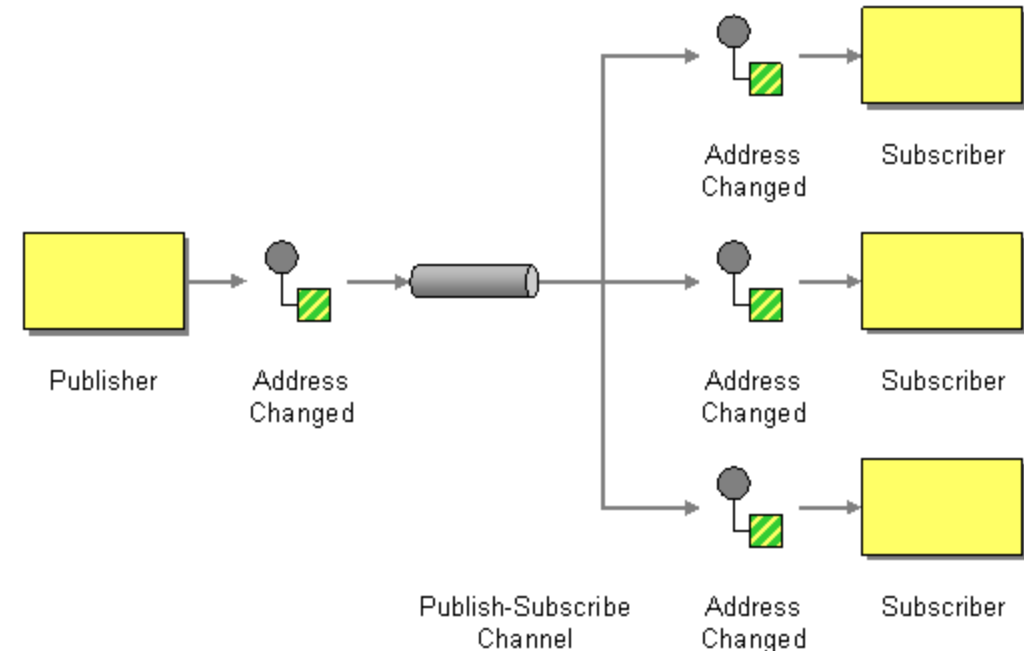 Address
Changed
Subscriber
Publisher
Address
Changed
Address
Changed
Subscriber
Publish-Subscribe
Channel
Address
Changed
Subscriber